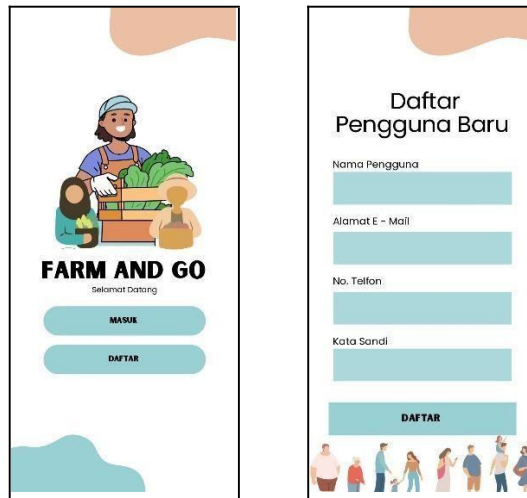 FARM AND GO
Selamat Datang
MASUK
DAFTAR
Daftar
Pengguna Baru
Nama Pengguna
Alamat E - Mail
No. Telfon
Kata Sandi
DAFTAR